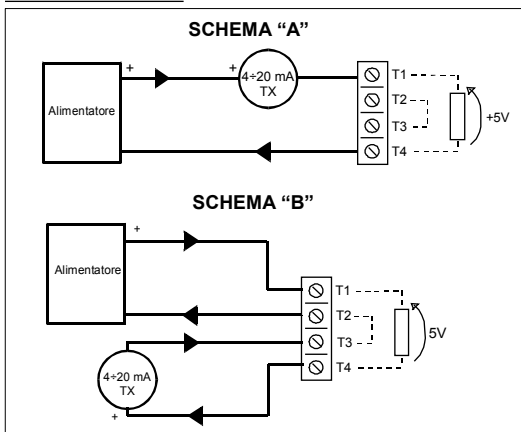 SCHEMA “A”
+
+
4÷20 mA
TX
Alimentatore
T1
T2
T3
T4
+5V
SCHEMA “B”
+
Alimentatore
T1
T2
T3
T4
5V
4÷20 mA
TX
+